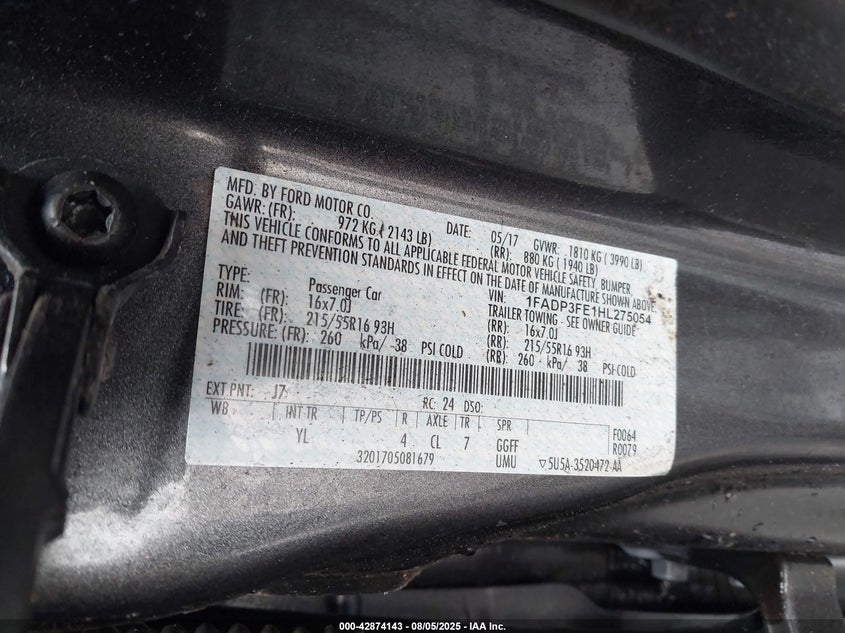 MFD. BY FORD MOTOR CO.
DATE: 05/17 GVWR: 1810 KG ( 3990 LB)
GAWR: (FR): 972 KG ( 2143 LB) (RR): 880 KG ( 1940 LB)
THIS VEHICLE CONFORMS TO ALL APPLICABLE FEDERAL MOTOR VEHICLE SAFETY, BUMPER,
AND THEFT PREVENTION STANDARDS IN EFFECT ON THE DATE OF MANUFACTURE SHOWN ABOVE.
VIN: 1FADP3FE1HL275054
TYPE: Passenger Car TRAILER TOWING - SEE OWNER GUIDE
RIM: (FR): 16x7.0J (RR): 16x7.0J
TIRE: (FR): 215/55R16 93H (RR): 215/55R16 93H
PRESSURE: (FR): 260 kPa/ 38 PSI COLD (RR): 260 kPa/ 38 PSI-COLD
EXT PNT: J7 RC: 24 DSO:
WB INT TR TP/PS R AXLE TR SPR F0064
YL 4 CL 7 GGFF R0079
3201705081679 UMU ▽5U5A-3520472-AA
000-42874143 - 08/05/2025 - IAA Inc.